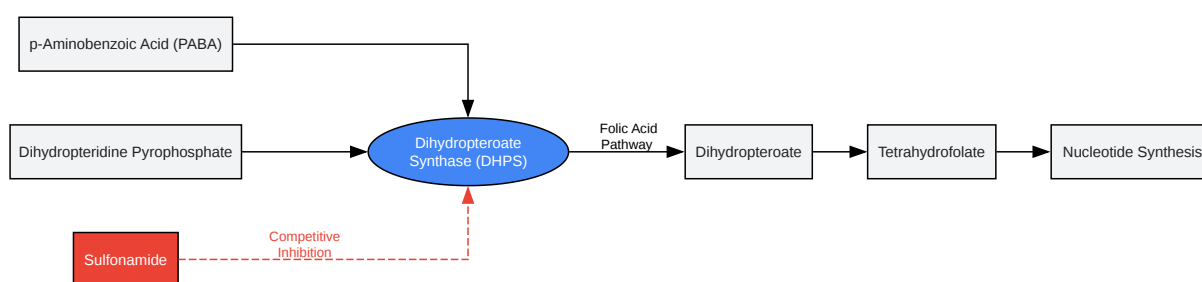 p-Aminobenzoic Acid (PABA)
Dihydropteridine Pyrophosphate
Dihydropteroate
Synthase (DHPS)
Folic Acid
Pathway
Dihydropteroate
Tetrahydrofolate
Nucleotide Synthesis
Sulfonamide
Competitive
Inhibition